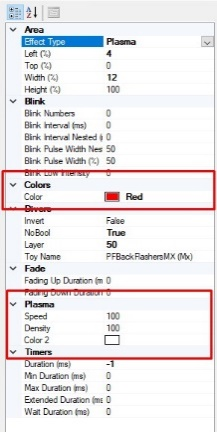 Area
Effect Type Plasma
Left (%) 4
Top (%) 0
Width (%) 12
Height (%) 100
Blink
Blink Numbers 0
Blink Interval (ms) 0
Blink Interval Nested (i 0
Blink Pulse Width Nes 50
Blink Pulse Width (%) 50
Blink Low Intensity 0
Colors
Color Red
Divers
Invert False
NoBool True
Layer 50
Toy Name PFBackFlashersMX (Mx)
Fade
Fading Up Duration (m 0
Fading Down Duration 0
Plasma
Speed 100
Density 100
Color 2
Timers
Duration (ms) -1
Min Duration (ms) 0
Max Duration (ms) 0
Extended Duration (ms 0
Wait Duration (ms) 0